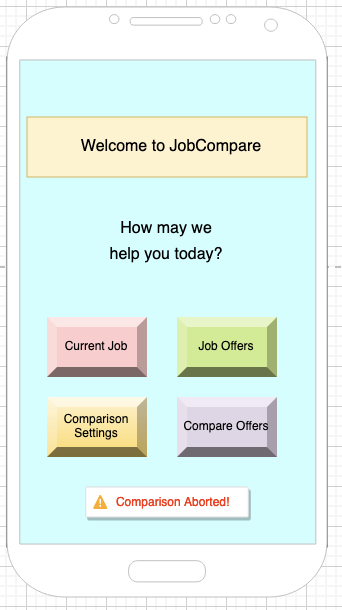 Welcome to JobCompare
How may we
help you today?
Current Job
Job Offers
Comparison
Settings
Compare Offers
Comparison Aborted!